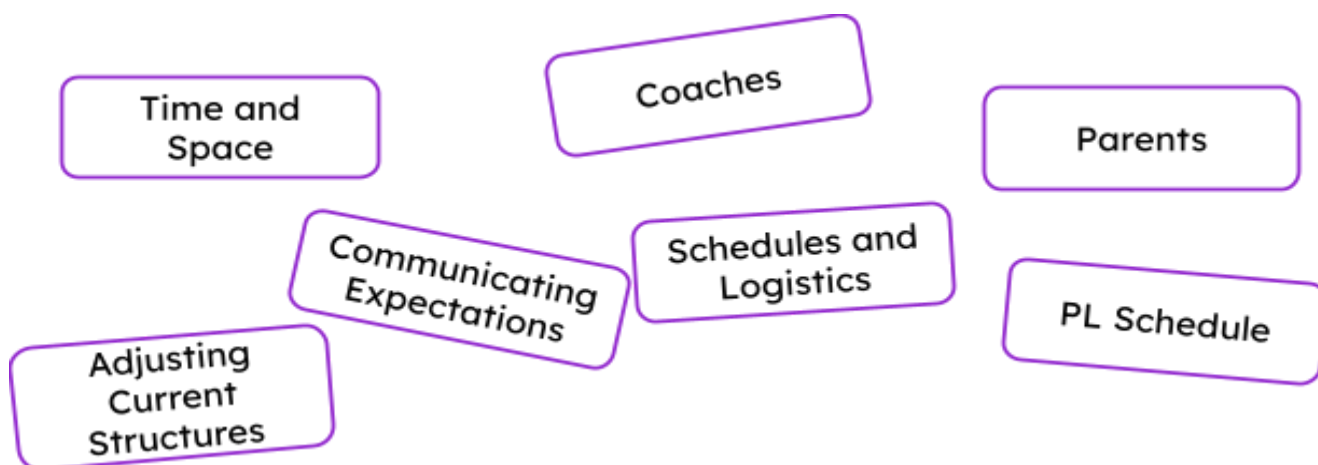 Time and
Space
Coaches
Parents
Communicating
Expectations
Schedules and
Logistics
PL Schedule
Adjusting
Current
Structures